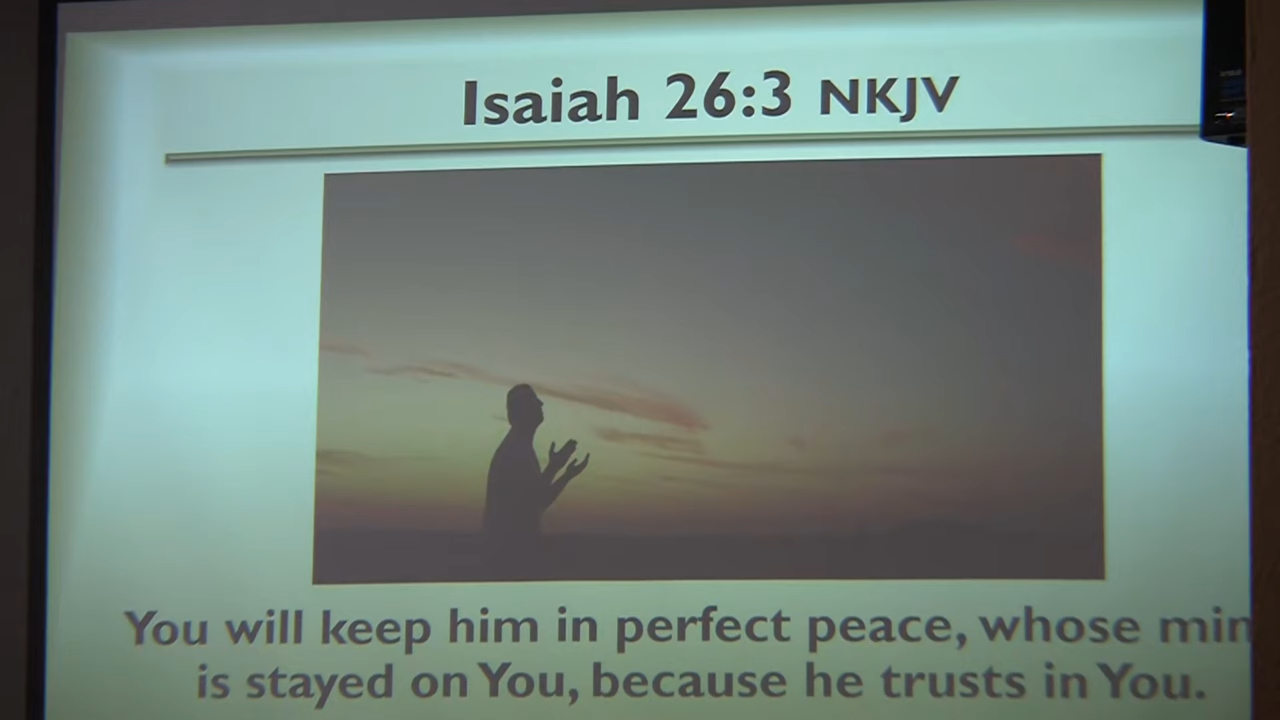 Isaiah 26:3 NKJV
You will keep him in perfect peace, whose min
is stayed on You, because he trusts in You.